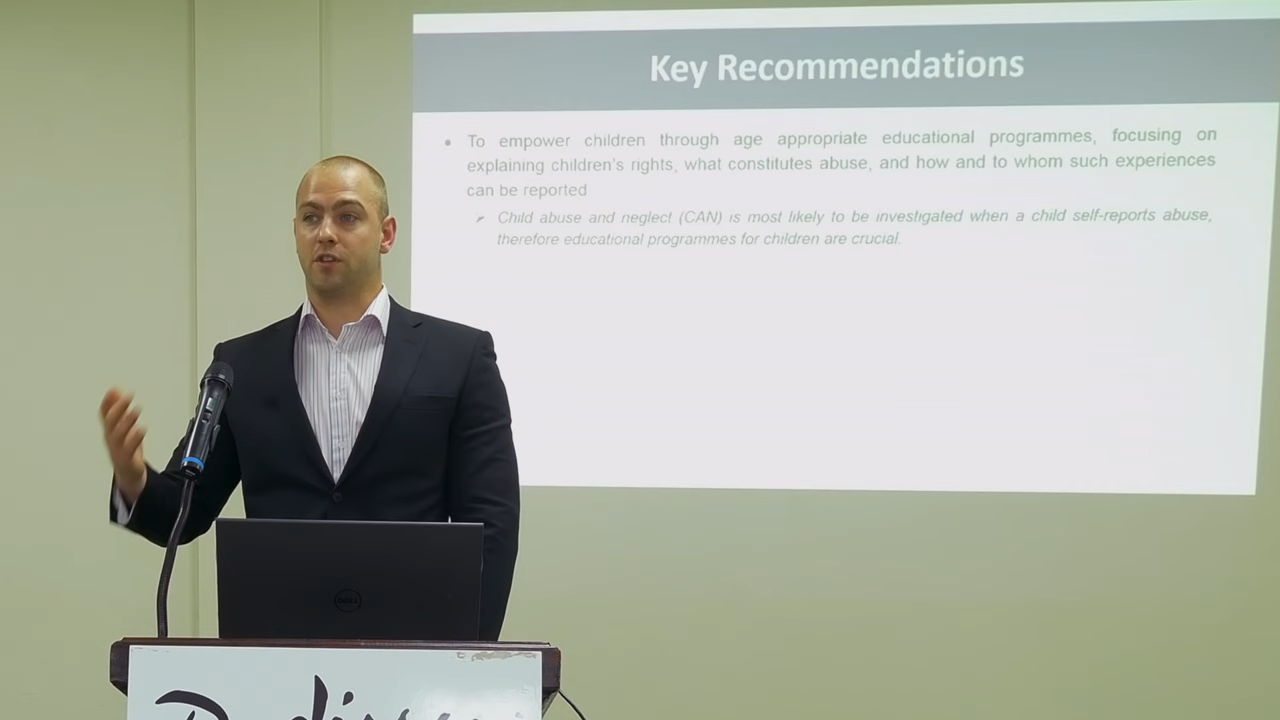 Key Recommendations
• To empower children through age appropriate educational programmes, focusing on
explaining children's rights, what constitutes abuse, and how and to whom such experiences
can be reported
Child abuse and neglect (CAN) is most likely to be investigated when a child self-reports abuse,
therefore educational programmes for children are crucial.
DELL